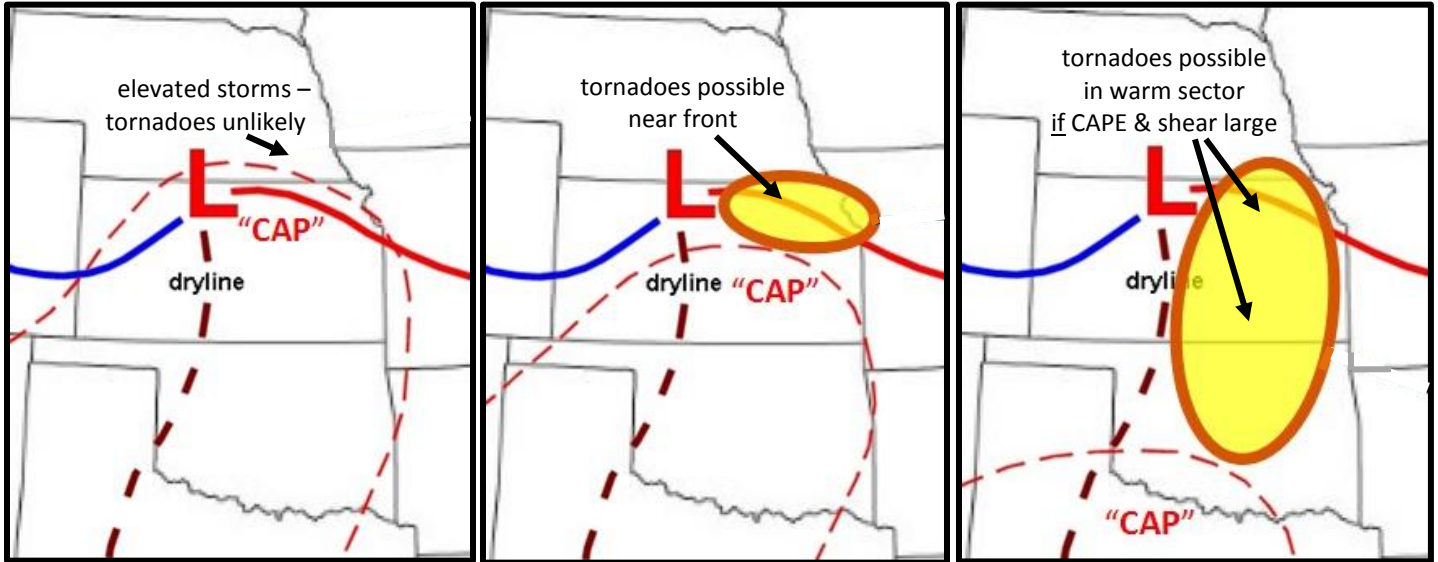 elevated storms –
tornadoes unlikely
L
“CAP”
dryline
tornadoes possible
near front
L
dryline
“CAP”
tornadoes possible
in warm sector
if CAPE & shear large
L
dryline
“CAP”